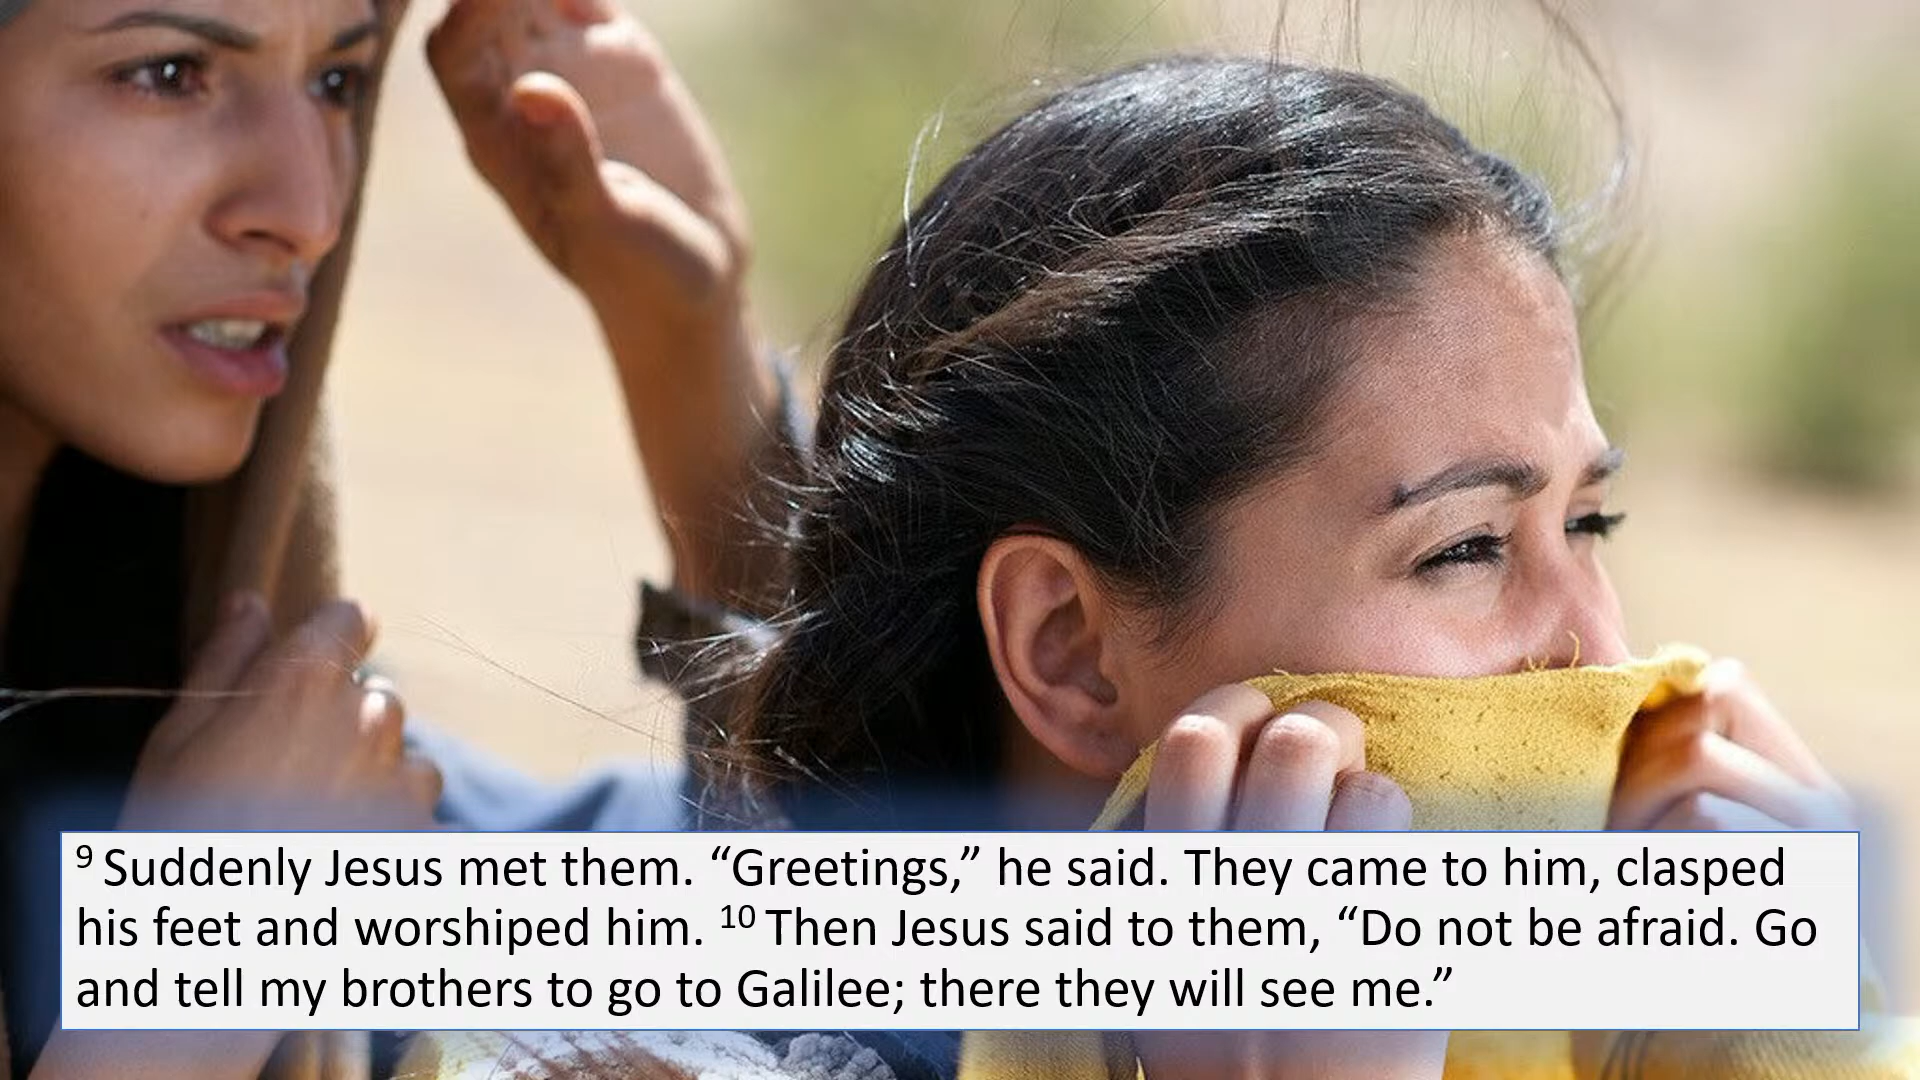 9 Suddenly Jesus met them. “Greetings,” he said. They came to him, clasped
his feet and worshiped him. 10 Then Jesus said to them, “Do not be afraid. Go
and tell my brothers to go to Galilee; there they will see me.”